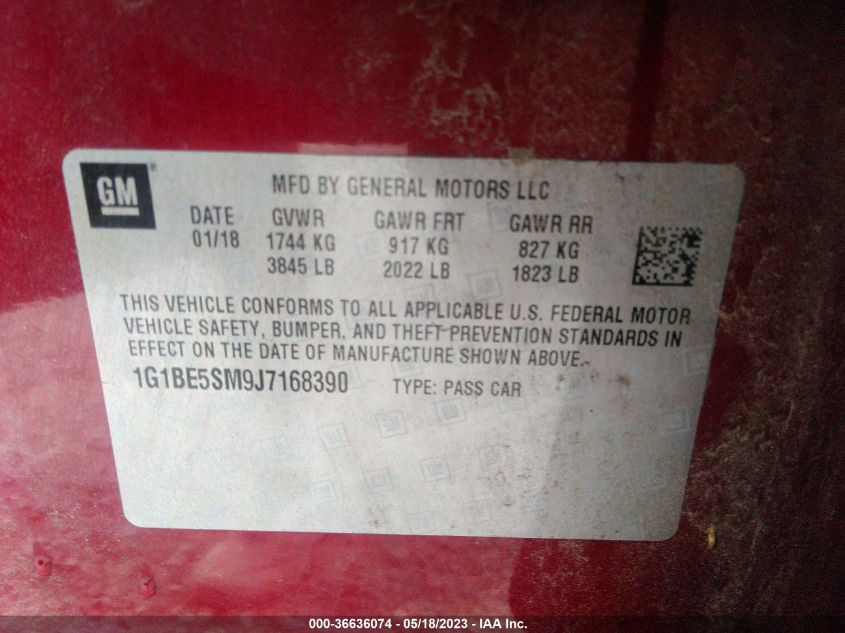 GM
MFD BY GENERAL MOTORS LLC
DATE GVWR GAWR FRT GAWR RR
01/18 1744 KG 917 KG 827 KG
3845 LB 2022 LB 1823 LB
THIS VEHICLE CONFORMS TO ALL APPLICABLE U.S. FEDERAL MOTOR
VEHICLE SAFETY, BUMPER, AND THEFT PREVENTION STANDARDS IN
EFFECT ON THE DATE OF MANUFACTURE SHOWN ABOVE.
1G1BE5SM9J7168390 TYPE: PASS CAR
000-36636074 - 05/18/2023 - IAA Inc.